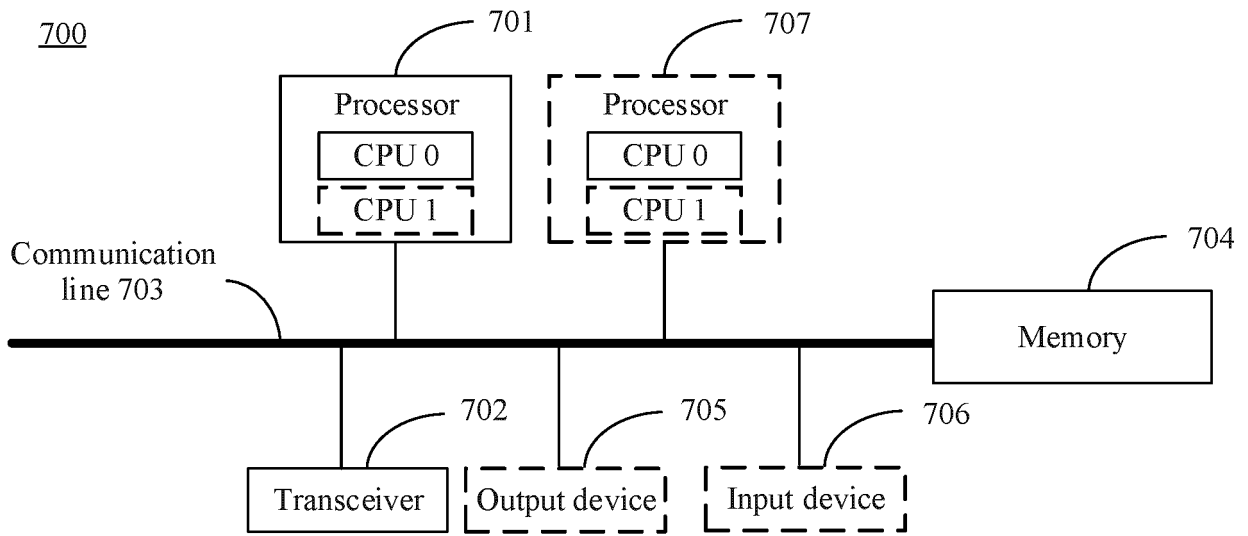 700
701
707
Processor
CPU 0
CPU 1
Processor
CPU 0
CPU 1
Communication
line 703
704
Memory
702
Transceiver
705
Output device
706
Input device